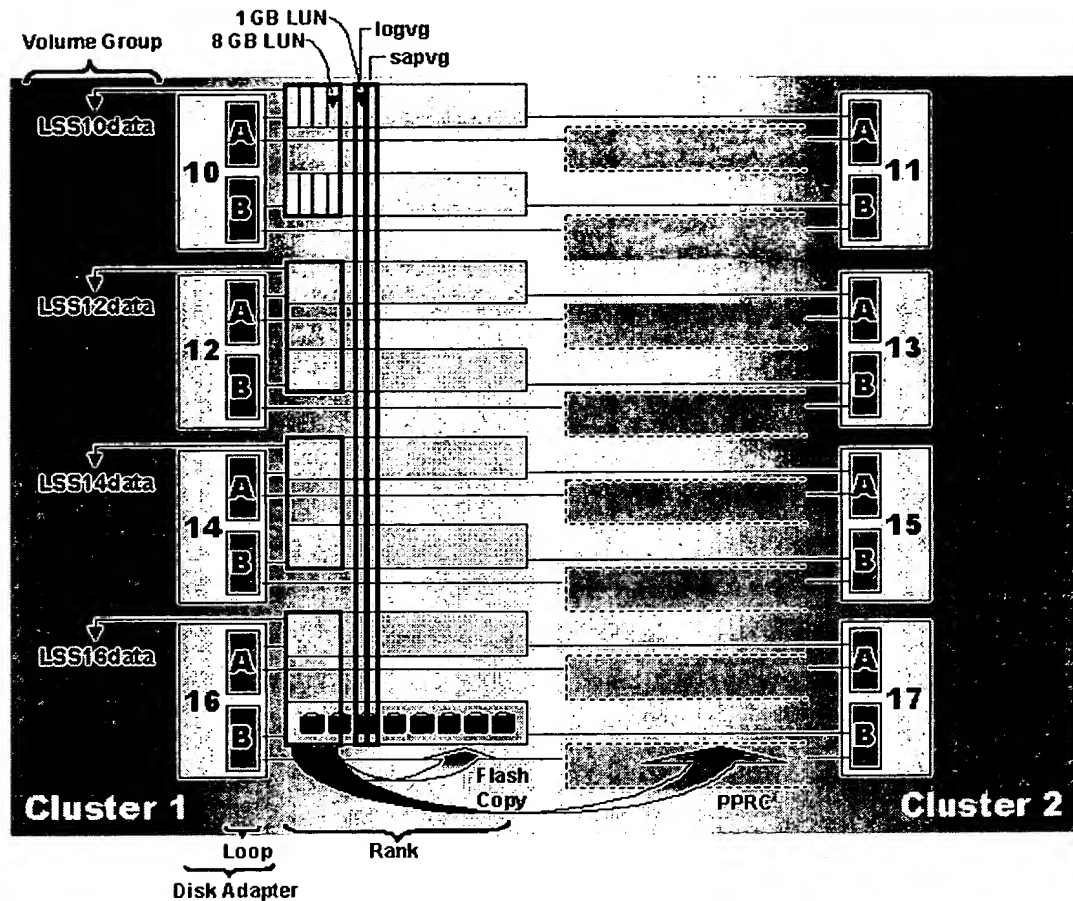 1 GB LUN
8 GB LUN
logvg
sapvg
Volume Group
LSS10data
10
A
B
A
B
11
LSS12data
12
A
B
A
B
13
LSS14data
14
A
B
A
B
15
LSS16data
16
A
B
A
B
17
Flash
Copy
PPRC
Cluster 1
Cluster 2
Loop
Rank
Disk Adapter